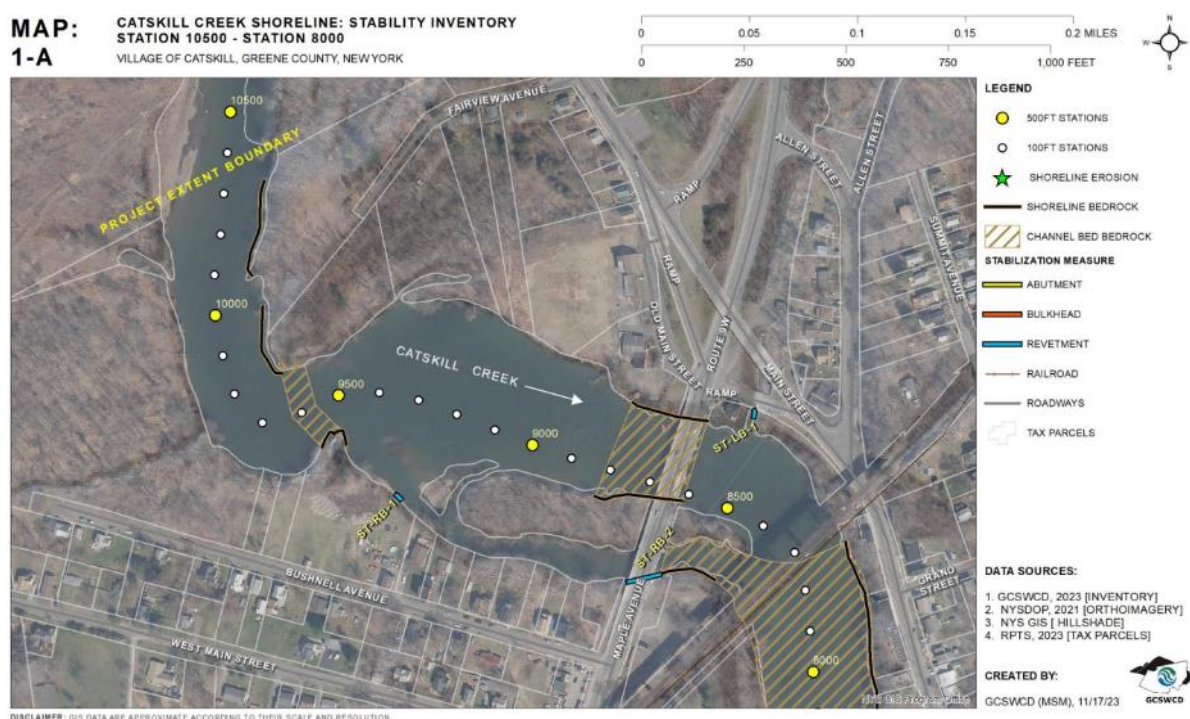 MAP:
1-A
CATSKILL CREEK SHORELINE: STABILITY INVENTORY
STATION 10500 - STATION 8000
VILLAGE OF CATSKILL, GREENE COUNTY, NEW YORK
0 0.05 0.1 0.15 0.2 MILES
0 250 500 750 1,000 FEET
N
W
S
10500
PROJECT EXTENT BOUNDARY
FAIRVIEW AVENUE
RAMP
ALLEN STREET
ALLEN STREET
SUMMIT AVENUE
RAMP
OLD MAIN STREET
ROUTE 9W
RAMP
MAIN STREET
10000
CATSKILL CREEK
9500
9000
ST-LB-1
8500
ST-RB-1
ST-RB-2
BUSHNELL AVENUE
WEST MAIN STREET
MAPLE AVENUE
GRAND STREET
8000
LEGEND
500FT STATIONS
100FT STATIONS
SHORELINE EROSION
SHORELINE BEDROCK
CHANNEL BED BEDROCK
STABILIZATION MEASURE
ABUTMENT
BULKHEAD
REVETMENT
RAILROAD
ROADWAYS
TAX PARCELS
DATA SOURCES:
1. GCSWCD, 2023 [INVENTORY]
2. NYSDOP, 2021 [ORTHOIMAGERY]
3. NYS GIS [ HILLSHADE]
4. RPTS, 2023 [TAX PARCELS]
CREATED BY:
GCSWCD (MSM), 11/17/23
GCSWCD
DISCLAIMER: GIS DATA ARE APPROXIMATE ACCORDING TO THEIR SCALE AND RESOLUTION